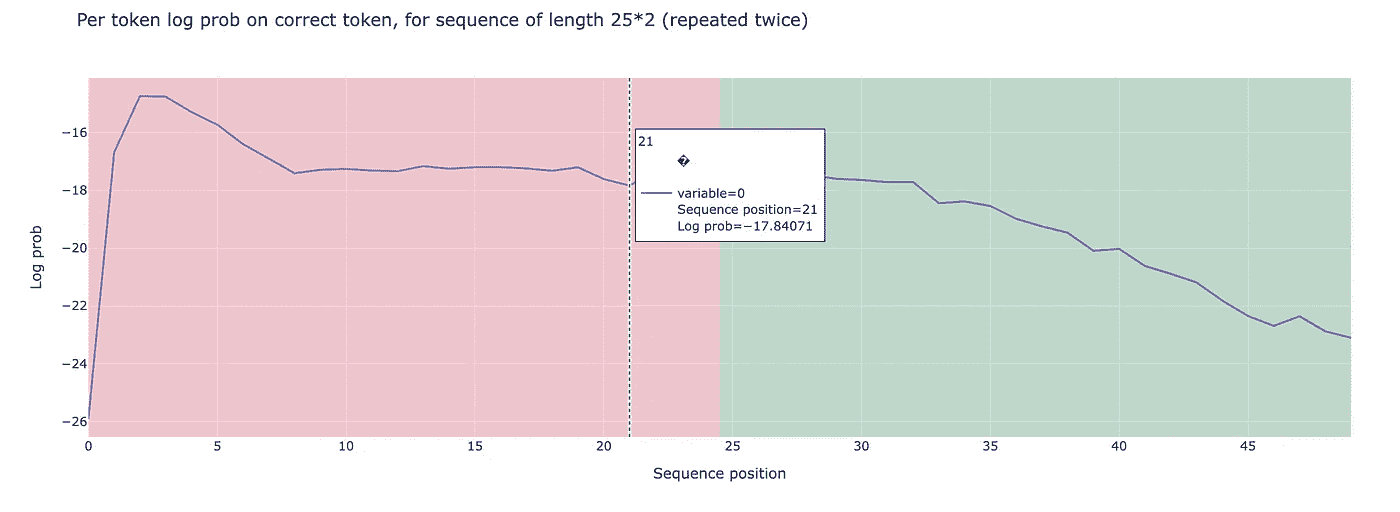 Per token log prob on correct token, for sequence of length 25*2 (repeated twice)
Log prob
−16
−18
−20
−22
−24
−26
21
�
variable=0
Sequence position=21
Log prob=−17.84071
0 5 10 15 20 25 30 35 40 45
Sequence position